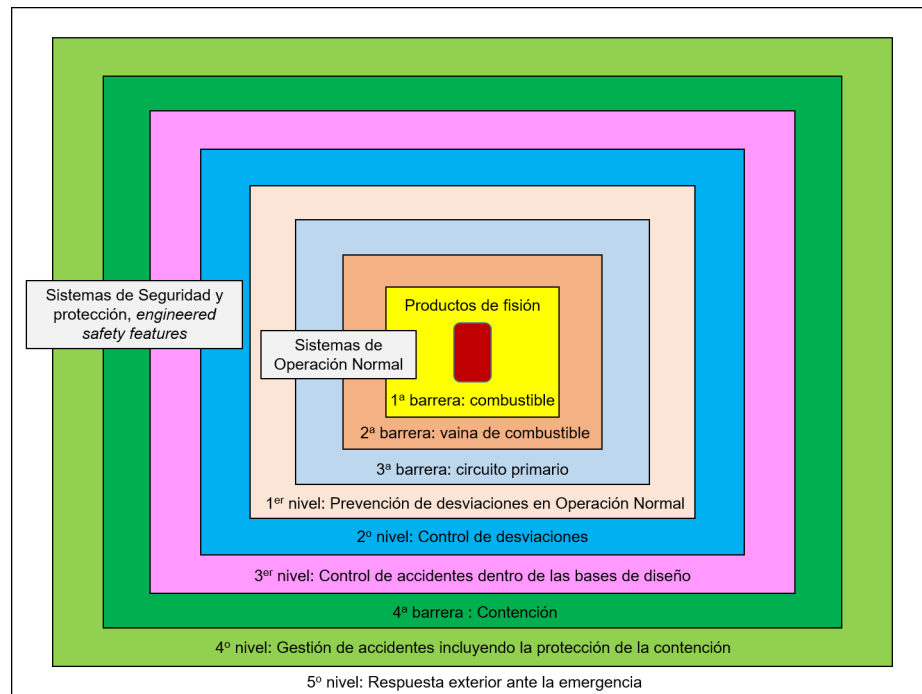 Productos de fisión
Sistemas de Seguridad y
protección, engineered
safety features
Sistemas de
Operación Normal
1ª barrera: combustible
2ª barrera: vaina de combustible
3ª barrera: circuito primario
1er nivel: Prevención de desviaciones en Operación Normal
2º nivel: Control de desviaciones
3er nivel: Control de accidentes dentro de las bases de diseño
4ª barrera : Contención
4º nivel: Gestión de accidentes incluyendo la protección de la contención
5º nivel: Respuesta exterior ante la emergencia